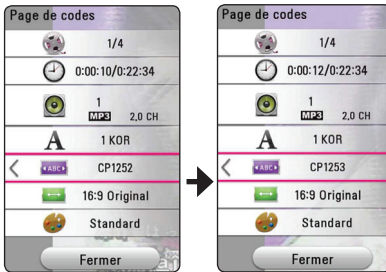 Page de codes
1/4
0:00:10/0:22:34
1
MP3 2,0 CH
A 1 KOR
ABC CP1252
16:9 Original
Standard
Fermer
Page de codes
1/4
0:00:12/0:22:34
1
MP3 2,0 CH
A 1 KOR
ABC CP1253
16:9 Original
Standard
Fermer